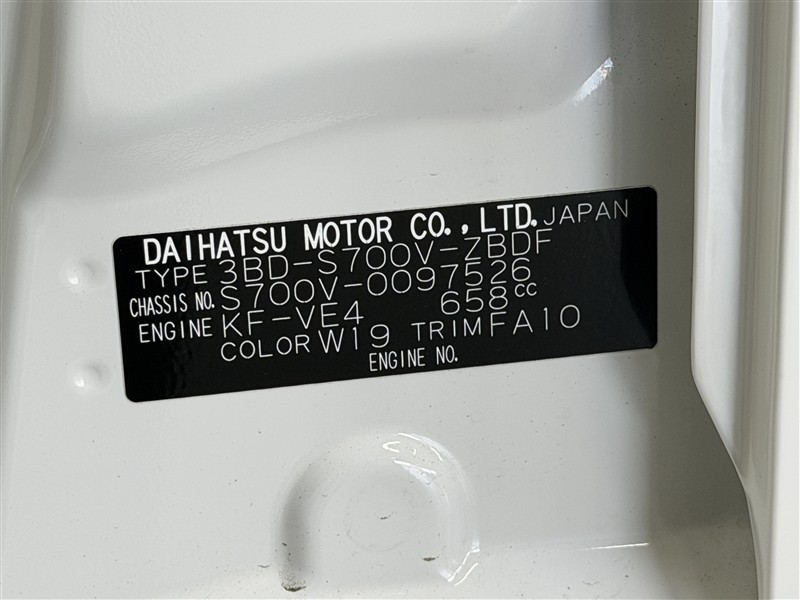 DAIHATSU MOTOR CO., LTD. JAPAN
TYPE 3BD-S700V-ZBDF
CHASSIS NO. S700V-0097526
ENGINE KF-VE4 658cc
COLOR W19 TRIM FA10
ENGINE NO.